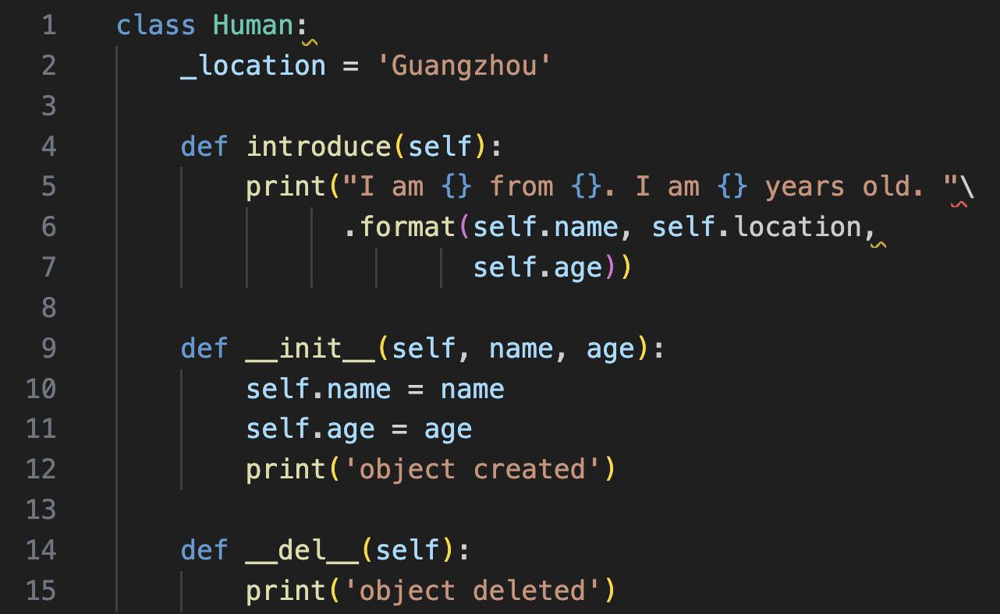 1 class Human:
2     _location = 'Guangzhou'
3
4     def introduce(self):
5         print("I am {} from {}. I am {} years old. "\
6               .format(self.name, self.location,
7                       self.age))
8
9     def __init__(self, name, age):
10         self.name = name
11         self.age = age
12         print('object created')
13
14     def __del__(self):
15         print('object deleted')